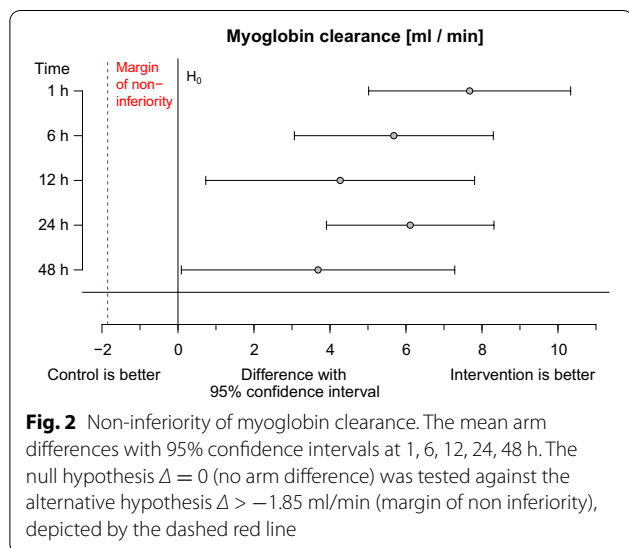 Myoglobin clearance [ml / min]
Time
Margin
of non−
inferiority
H0
1 h
6 h
12 h
24 h
48 h
−2 0 2 4 6 8 10
Control is better Difference with Intervention is better
95% confidence interval
Fig. 2 Non-inferiority of myoglobin clearance. The mean arm
differences with 95% confidence intervals at 1, 6, 12, 24, 48 h. The
null hypothesis Δ = 0 (no arm difference) was tested against the
alternative hypothesis Δ > −1.85 ml/min (margin of non inferiority),
depicted by the dashed red line